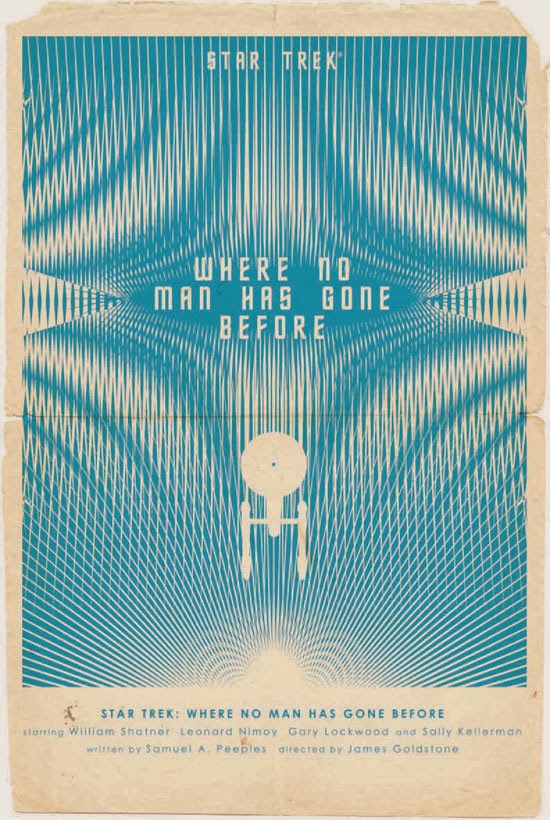 STAR TREK®
WHERE NO
MAN HAS GONE
BEFORE
STAR TREK: WHERE NO MAN HAS GONE BEFORE
starring William Shatner Leonard Nimoy Gary Lockwood and Sally Kellerman
written by Samuel A. Peeples directed by James Goldstone